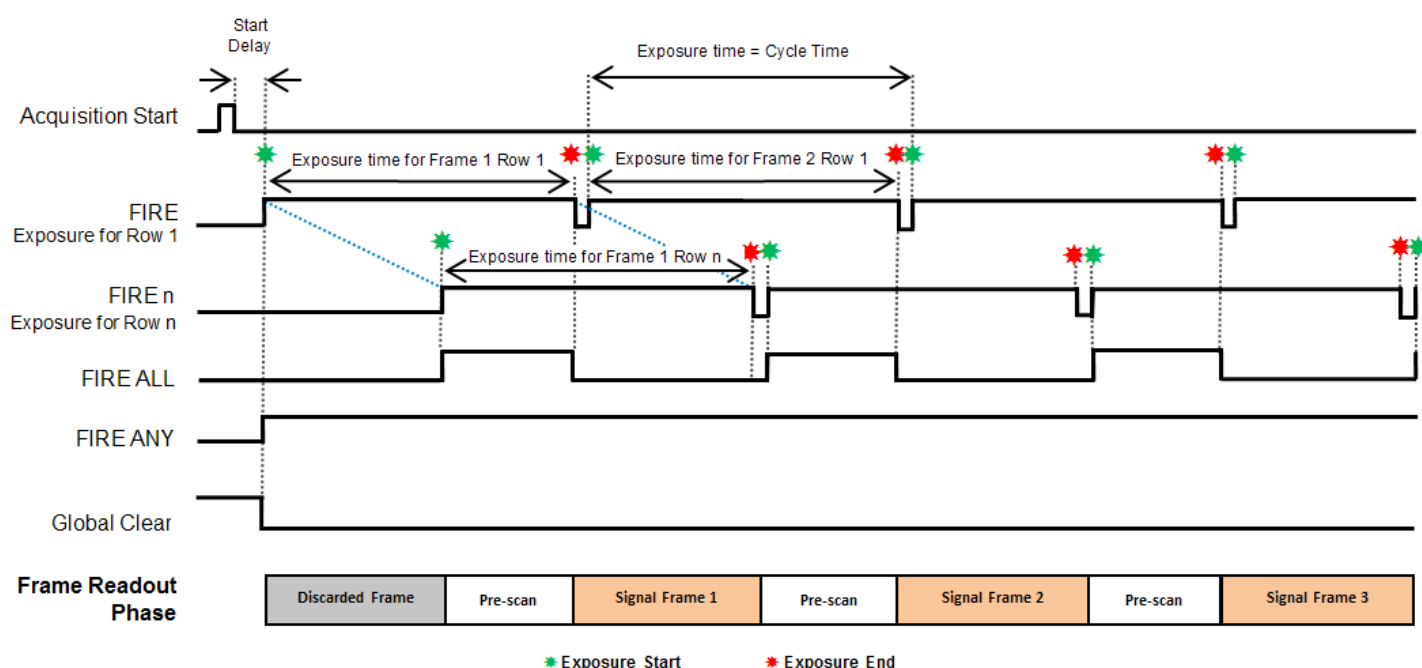 Start
Delay
Exposure time = Cycle Time
Acquisition Start
Exposure time for Frame 1 Row 1
Exposure time for Frame 2 Row 1
FIRE
Exposure for Row 1
Exposure time for Frame 1 Row n
FIRE n
Exposure for Row n
FIRE ALL
FIRE ANY
Global Clear
Frame Readout
Phase
Discarded Frame
Pre-scan
Signal Frame 1
Pre-scan
Signal Frame 2
Pre-scan
Signal Frame 3
Exposure Start
Exposure End